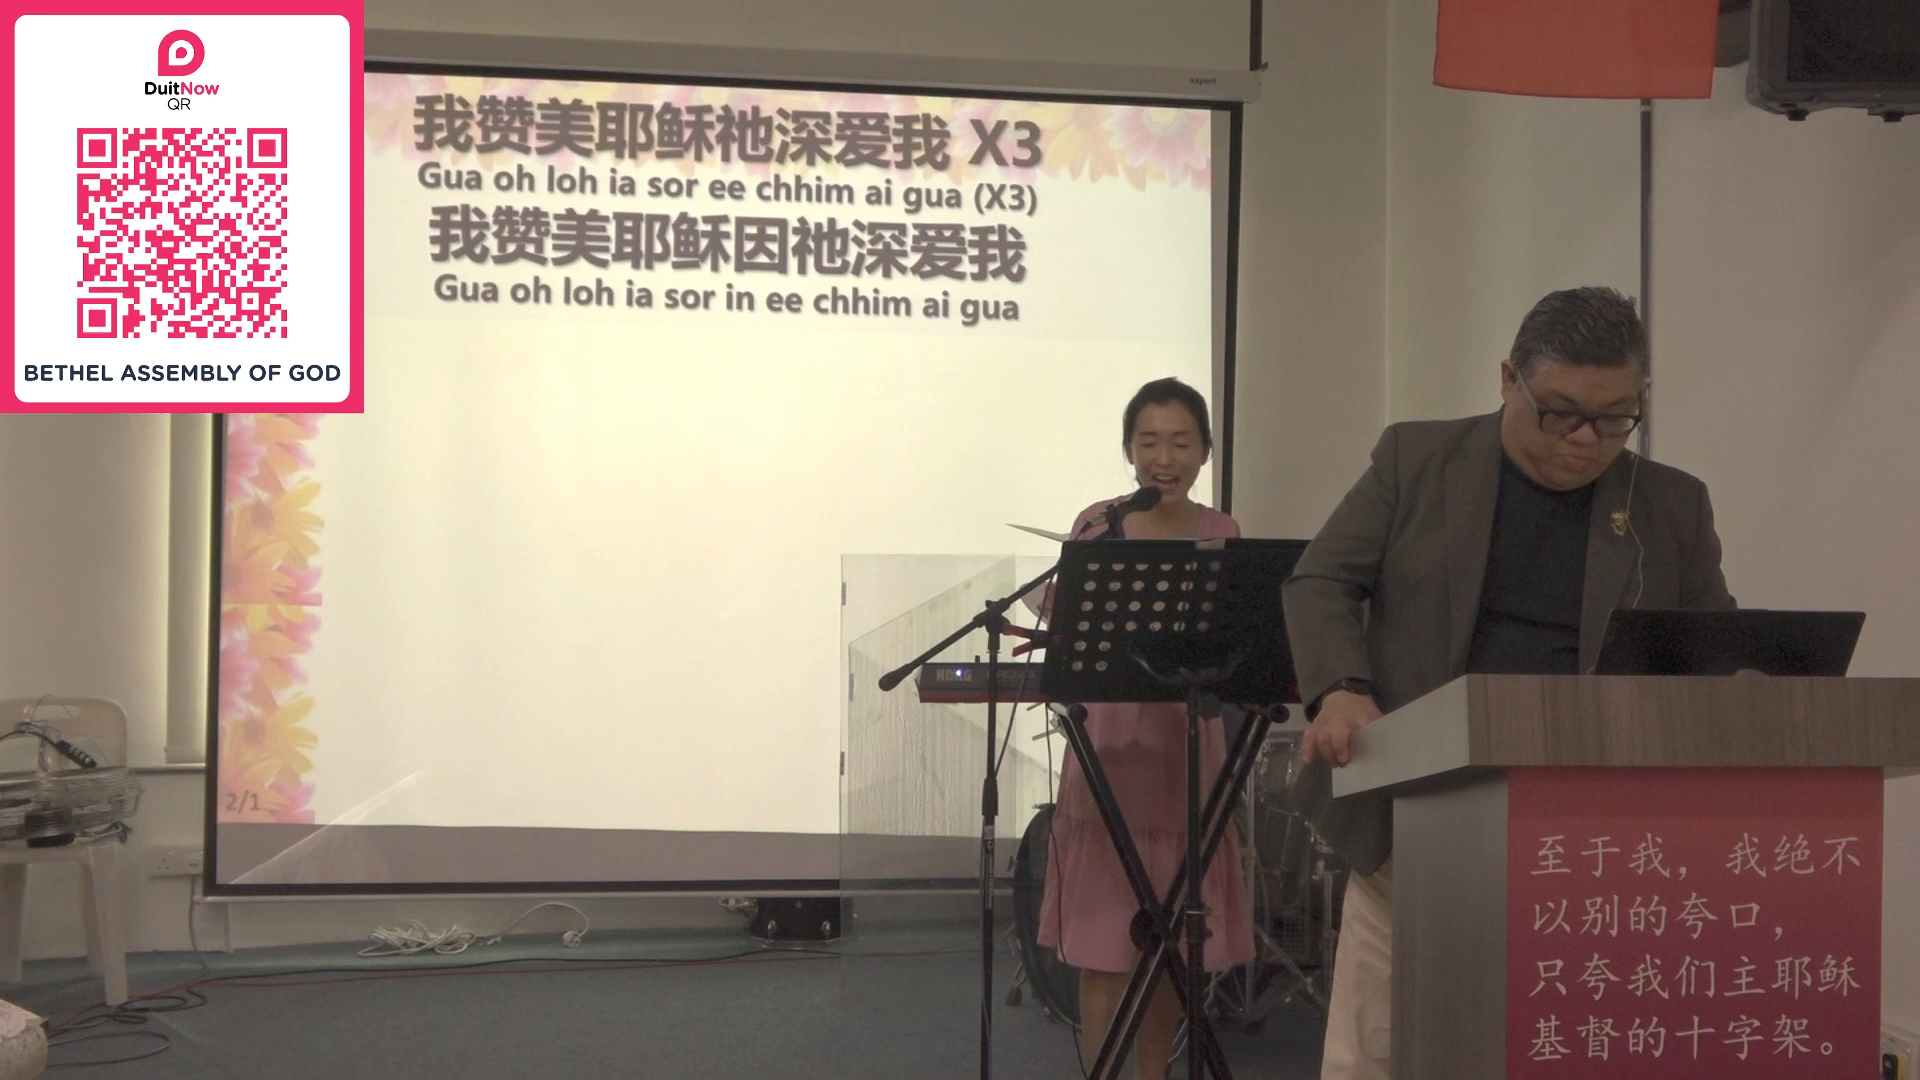 DuitNow
QR
BETHEL ASSEMBLY OF GOD
expert
我赞美耶稣祂深爱我 X3
Gua oh loh ia sor ee chhim ai gua (X3)
我赞美耶稣因祂深爱我
Gua oh loh ia sor in ee chhim ai gua
2/1
KORG
至于我，我绝不
以别的夸口，
只夸我们主耶稣
基督的十字架。